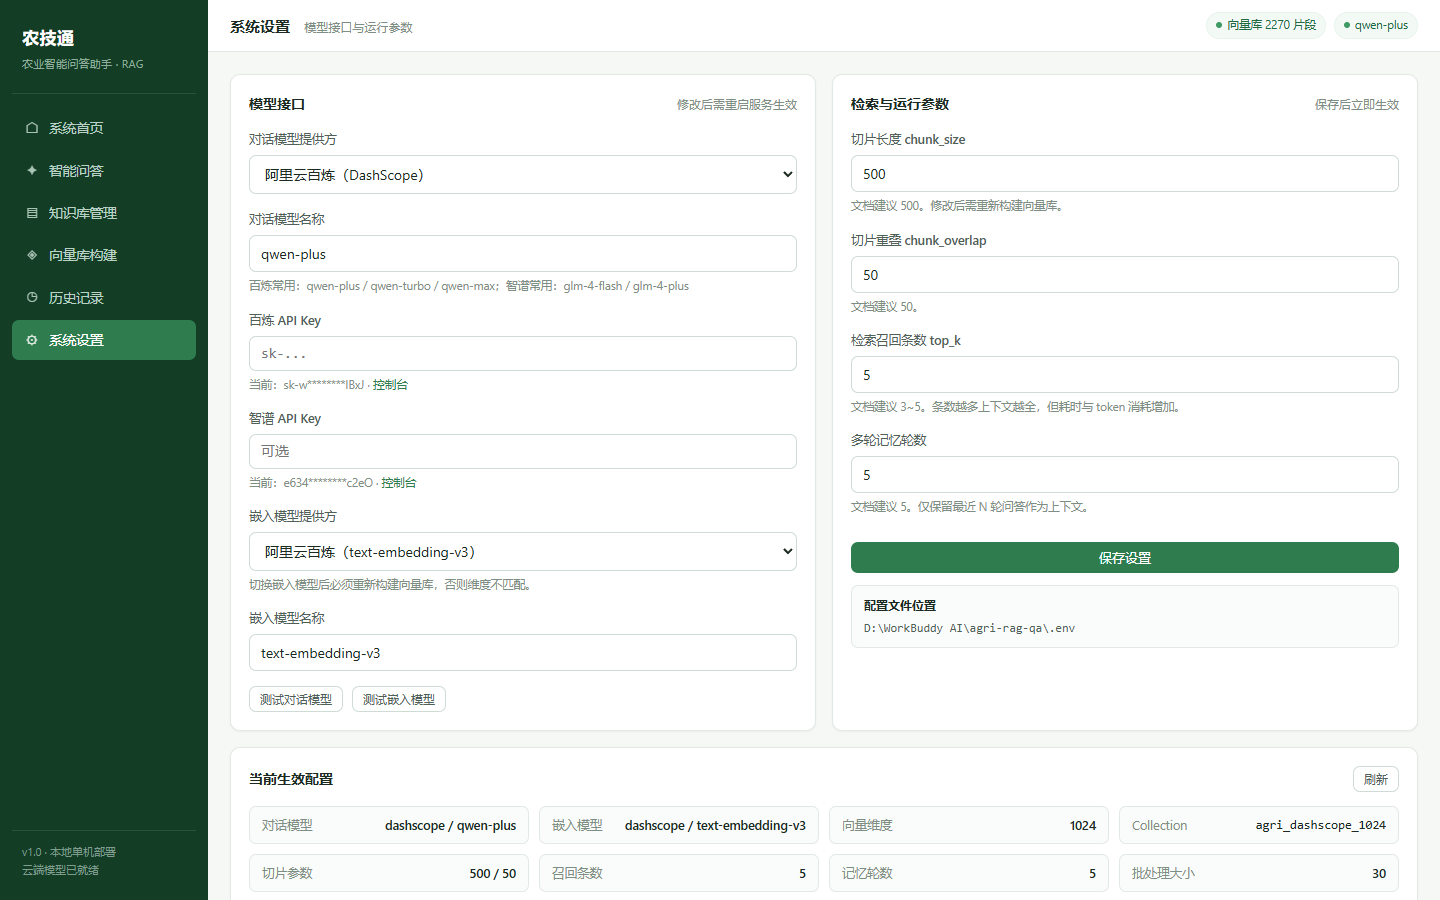 农技通
农业智能问答助手 · RAG
系统首页
智能问答
知识库管理
向量库构建
历史记录
系统设置
v1.0 · 本地单机部署
云端模型已就绪
系统设置 模型接口与运行参数
向量库 2270 片段
qwen-plus
模型接口
修改后需重启服务生效
对话模型提供方
阿里云百炼（DashScope）
对话模型名称
qwen-plus
百炼常用：qwen-plus / qwen-turbo / qwen-max；智谱常用：glm-4-flash / glm-4-plus
百炼 API Key
sk-...
当前：sk-w********lBxJ · 控制台
智谱 API Key
可选
当前：e634********c2eO · 控制台
嵌入模型提供方
阿里云百炼（text-embedding-v3）
切换嵌入模型后必须重新构建向量库，否则维度不匹配。
嵌入模型名称
text-embedding-v3
测试对话模型
测试嵌入模型
检索与运行参数
保存后立即生效
切片长度 chunk_size
500
文档建议 500。修改后需重新构建向量库。
切片重叠 chunk_overlap
50
文档建议 50。
检索召回条数 top_k
5
文档建议 3~5。条数越多上下文越全，但耗时与 token 消耗增加。
多轮记忆轮数
5
文档建议 5。仅保留最近 N 轮问答作为上下文。
保存设置
配置文件位置
D:\WorkBuddy AI\agri-rag-qa\.env
当前生效配置
刷新
对话模型 dashscope / qwen-plus
嵌入模型 dashscope / text-embedding-v3
向量维度 1024
Collection agri_dashscope_1024
切片参数 500 / 50
召回条数 5
记忆轮数 5
批处理大小 30